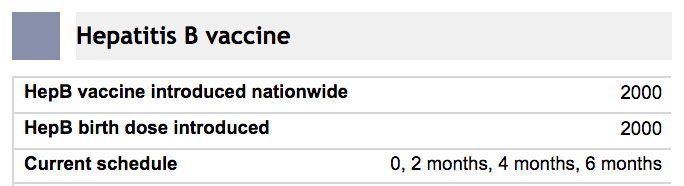 Hepatitis B vaccine
HepB vaccine introduced nationwide 2000
HepB birth dose introduced 2000
Current schedule 0, 2 months, 4 months, 6 months